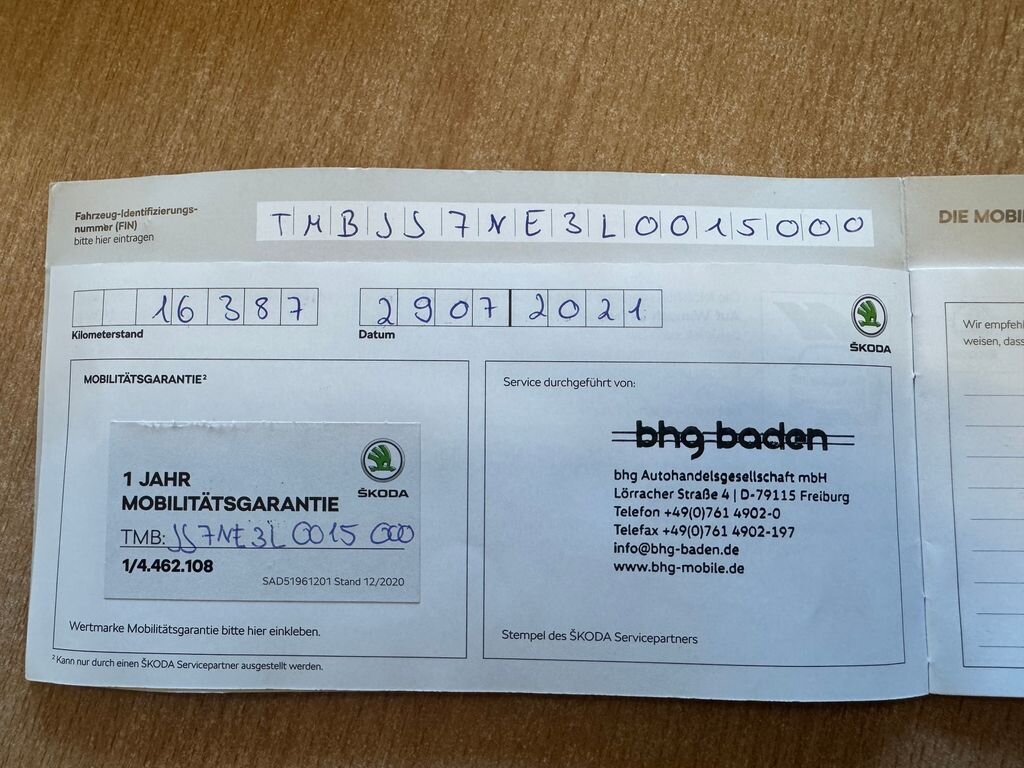 Fahrzeug-Identifizierungs-
nummer (FIN)
bitte hier eintragen
TMBJJ7NE3L0015000
16387
Kilometerstand
29072021
Datum
ŠKODA
MOBILITÄTSGARANTIE²
1 JAHR
MOBILITÄTSGARANTIE
ŠKODA
TMB: JJ7NE3L0015000
1/4.462.108
SAD51961201 Stand 12/2020
Wertmarke Mobilitätsgarantie bitte hier einkleben.
² Kann nur durch einen ŠKODA Servicepartner ausgestellt werden.
Service durchgeführt von:
bhg baden
bhg Autohandelsgesellschaft mbH
Lörracher Straße 4 | D-79115 Freiburg
Telefon +49(0)761 4902-0
Telefax +49(0)761 4902-197
info@bhg-baden.de
www.bhg-mobile.de
Stempel des ŠKODA Servicepartners
DIE MOBI
Wir empfehl
weisen, dass